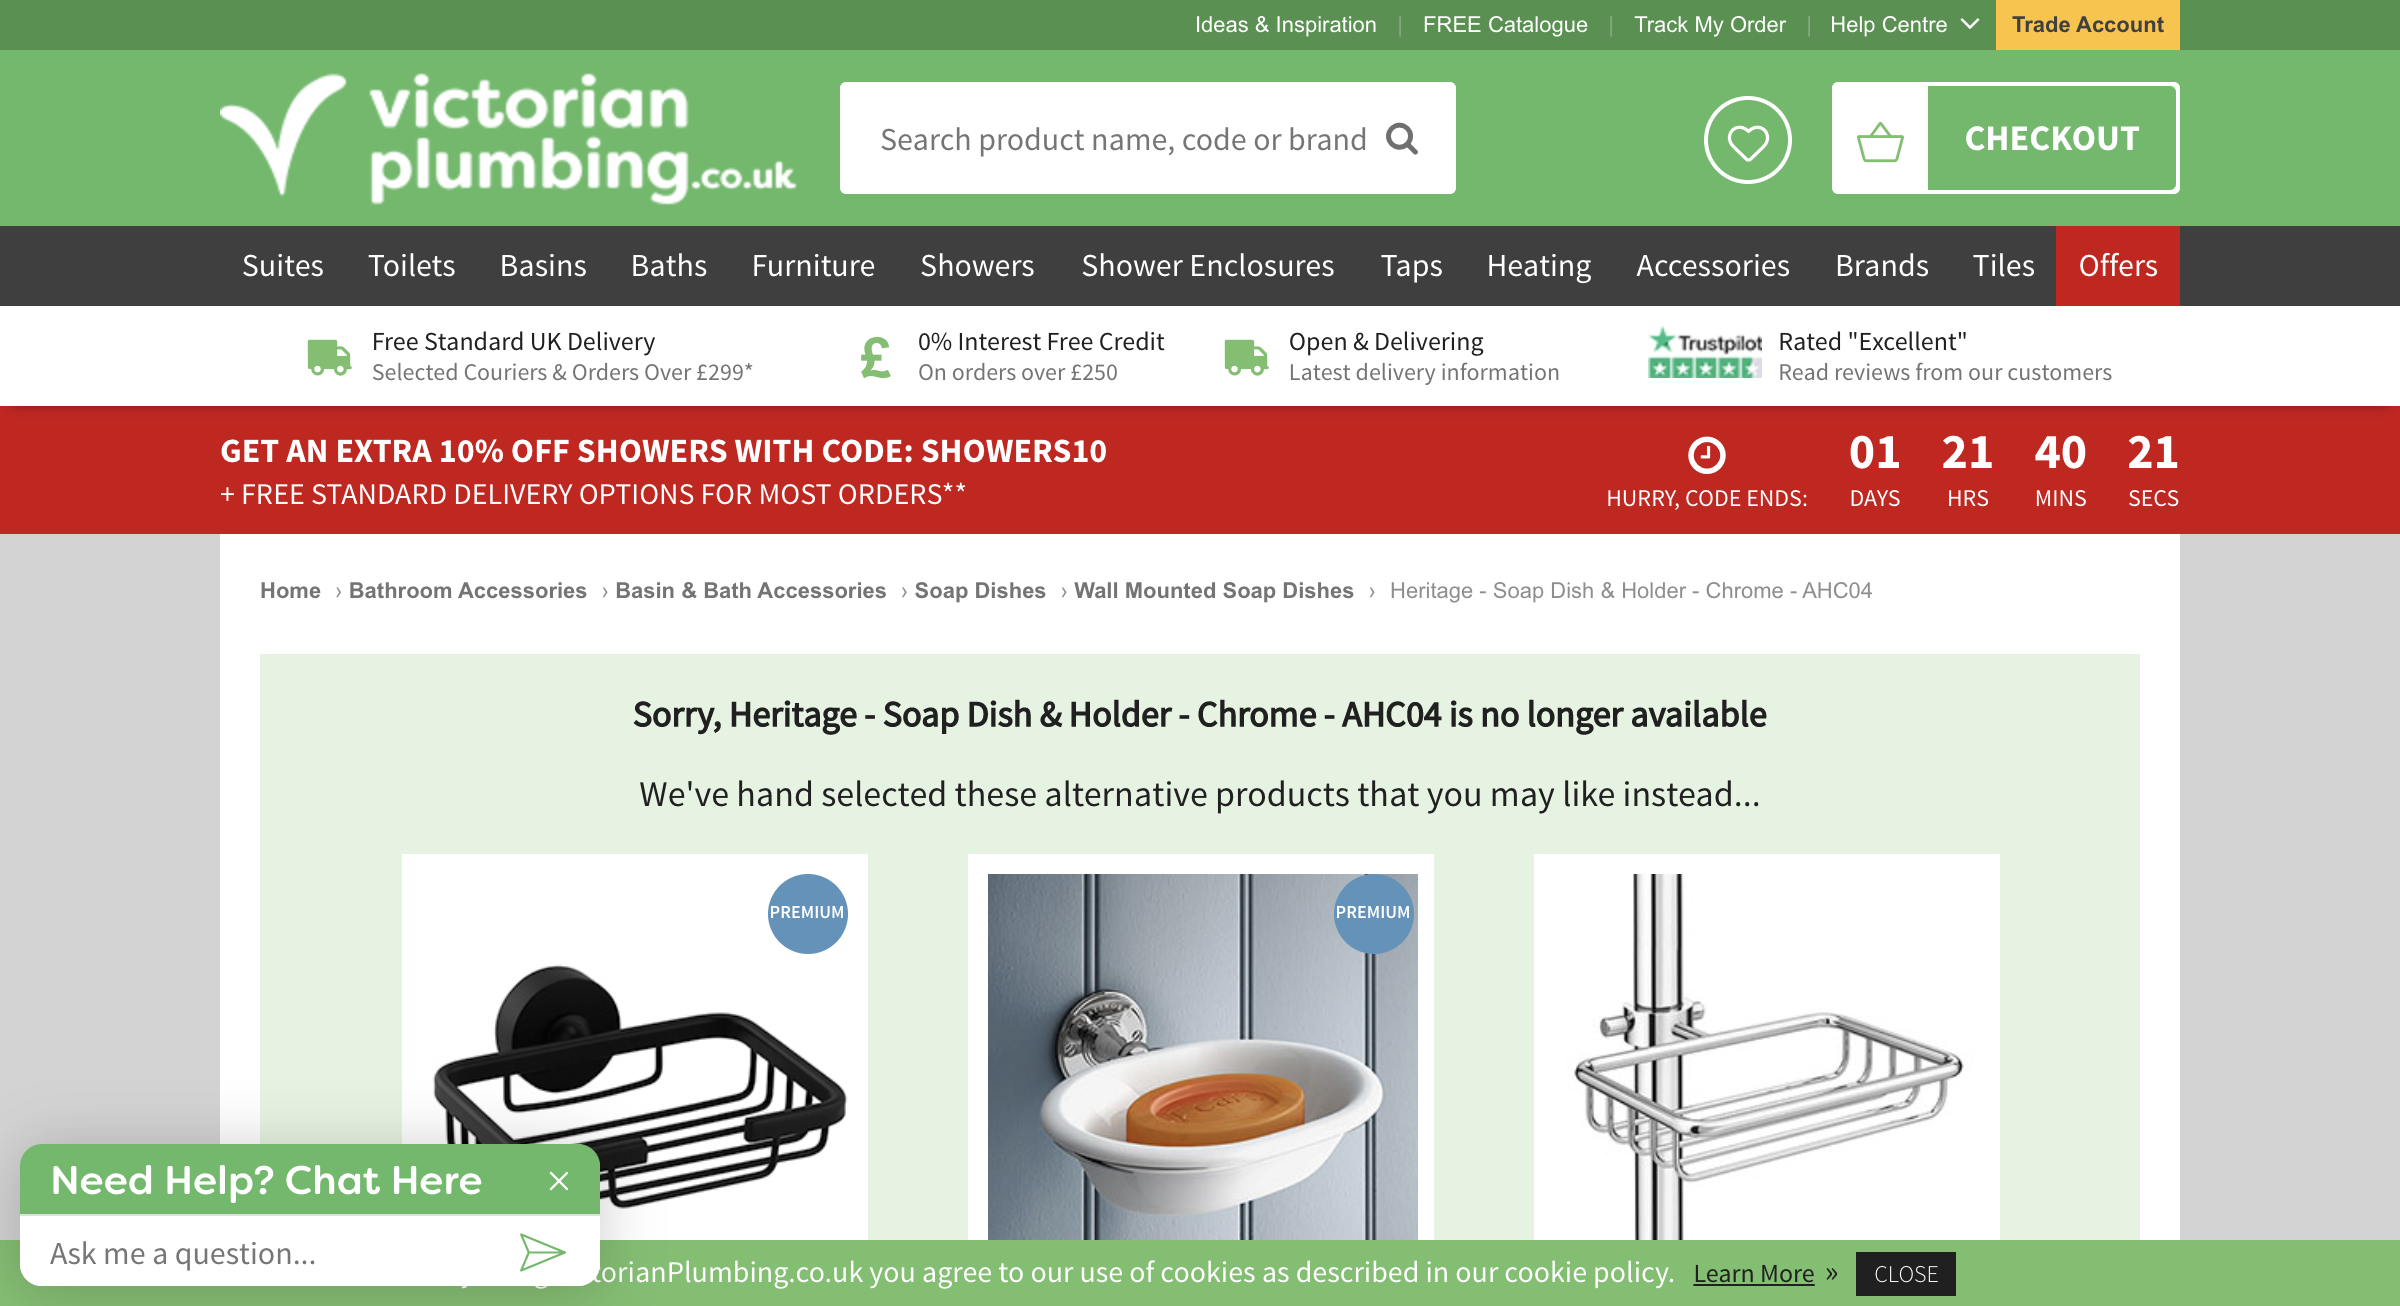 Ideas & Inspiration | FREE Catalogue | Track My Order | Help Centre Trade Account
victorian
plumbing.co.uk
Search product name, code or brand
CHECKOUT
Suites Toilets Basins Baths Furniture Showers Shower Enclosures Taps Heating Accessories Brands Tiles Offers
Free Standard UK Delivery
Selected Couriers & Orders Over £299*
0% Interest Free Credit
On orders over £250
Open & Delivering
Latest delivery information
Trustpilot
Rated "Excellent"
Read reviews from our customers
GET AN EXTRA 10% OFF SHOWERS WITH CODE: SHOWERS10
+ FREE STANDARD DELIVERY OPTIONS FOR MOST ORDERS**
HURRY, CODE ENDS:
01 21 40 21
DAYS HRS MINS SECS
Home › Bathroom Accessories › Basin & Bath Accessories › Soap Dishes › Wall Mounted Soap Dishes › Heritage - Soap Dish & Holder - Chrome - AHC04
Sorry, Heritage - Soap Dish & Holder - Chrome - AHC04 is no longer available
We've hand selected these alternative products that you may like instead...
PREMIUM
PREMIUM
Need Help? Chat Here
Ask me a question...
torianPlumbing.co.uk you agree to our use of cookies as described in our cookie policy. Learn More » CLOSE